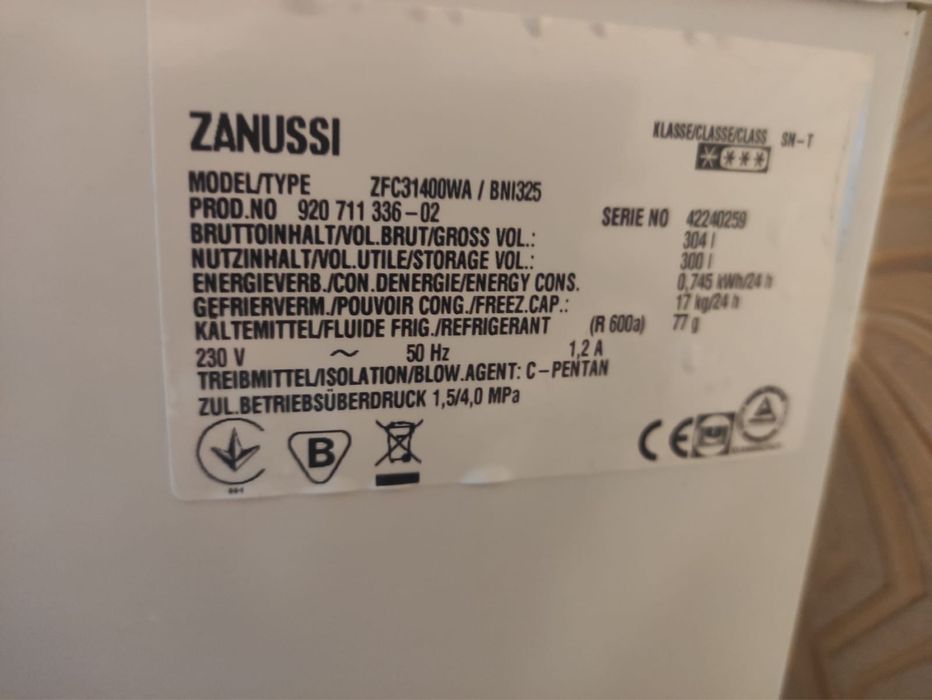 ZANUSSI
KLASSE/CLASSE/CLASS SN-T
MODEL/TYPE ZFC31400WA / BNI325
PROD.NO 920 711 336-02
SERIE NO 42240259
BRUTTOINHALT/VOL.BRUT/GROSS VOL.: 304 l
NUTZINHALT/VOL.UTILE/STORAGE VOL.: 300 l
ENERGIEVERB./CON.DENERGIE/ENERGY CONS. 0,745 kWh/24 h
GEFRIERVERM./POUVOIR CONG./FREEZ.CAP.: 17 kg/24 h
KALTEMITTEL/FLUIDE FRIG./REFRIGERANT (R 600a) 77 g
230 V ~ 50 Hz 1,2 A
TREIBMITTEL/ISOLATION/BLOW.AGENT: C-PENTAN
ZUL.BETRIEBSÜBERDRUCK 1,5/4,0 MPa
B
CE